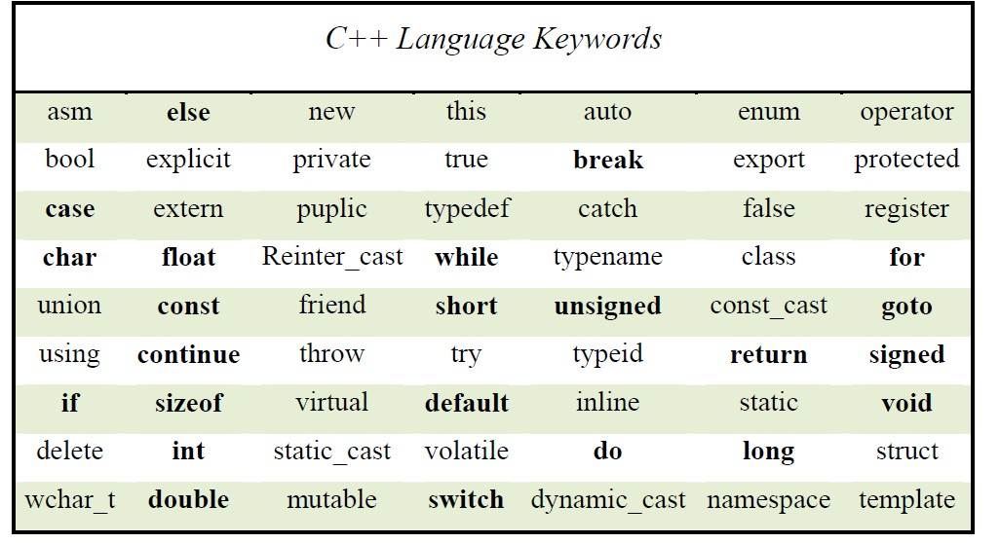 C++ Language Keywords
asm else new this auto enum operator
bool explicit private true break export protected
case extern puplic typedef catch false register
char float Reinter_cast while typename class for
union const friend short unsigned const_cast goto
using continue throw try typeid return signed
if sizeof virtual default inline static void
delete int static_cast volatile do long struct
wchar_t double mutable switch dynamic_cast namespace template